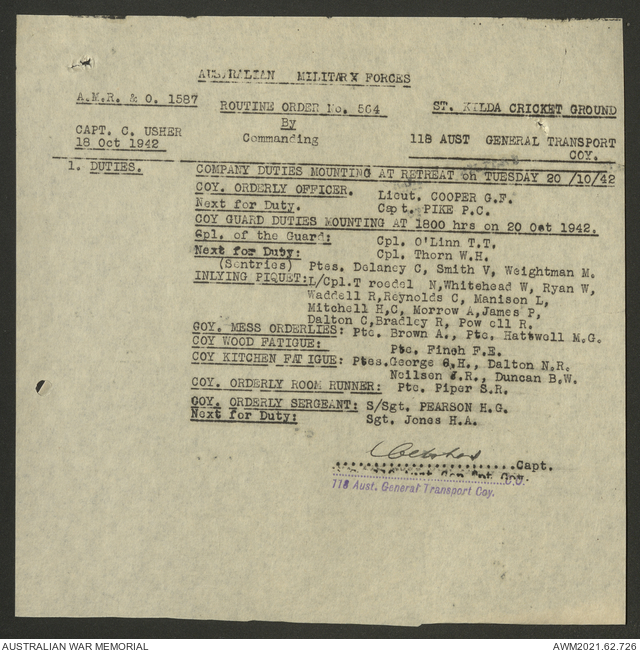 AUSTRALIAN MILITARY FORCES
A.M.R. & O. 1587
ROUTINE ORDER No. 564
ST. KILDA CRICKET GROUND
By
CAPT. C. USHER
Commanding
118 AUST GENERAL TRANSPORT
18 Oct 1942
COY.
1. DUTIES.
COMPANY DUTIES MOUNTING AT RETREAT on TUESDAY 20 /10/42
COY. ORDERLY OFFICER. Lieut. COOPER G.F.
Next for Duty. Capt. PIKE P.C.
COY GUARD DUTIES MOUNTING AT 1800 hrs on 20 Oct 1942.
Cpl. of the Guard: Cpl. O'Linn T.T.
Next for Duty: Cpl. Thorn W.H.
(Sentries) Ptes. Delaney C, Smith V, Weightman M.
INLYING PIQUET: L/Cpl.T roedel N,Whitehead W, Ryan W,
Waddell R,Reynolds C, Manison L,
Mitchell H,C, Morrow A,James P,
Dalton C,Bradley R, Pow ell R.
COY. MESS ORDERLIES: Pte. Brown A., Pte. Hattwell M.G.
COY WOOD FATIGUE: Pte. Finch F.E.
COY KITCHEN FAT IGUE: Ptes.George S.H., Dalton N.R.
Neilsen J.R., Duncan B.W.
COY. ORDERLY ROOM RUNNER: Pte. Piper S.R.
COY. ORDERLY SERGEANT: S/Sgt. PEARSON H.G.
Next for Duty: Sgt. Jones H.A.
Capt.
118 Aust. General Transport Coy.
AUSTRALIAN WAR MEMORIAL
AWM2021.62.726